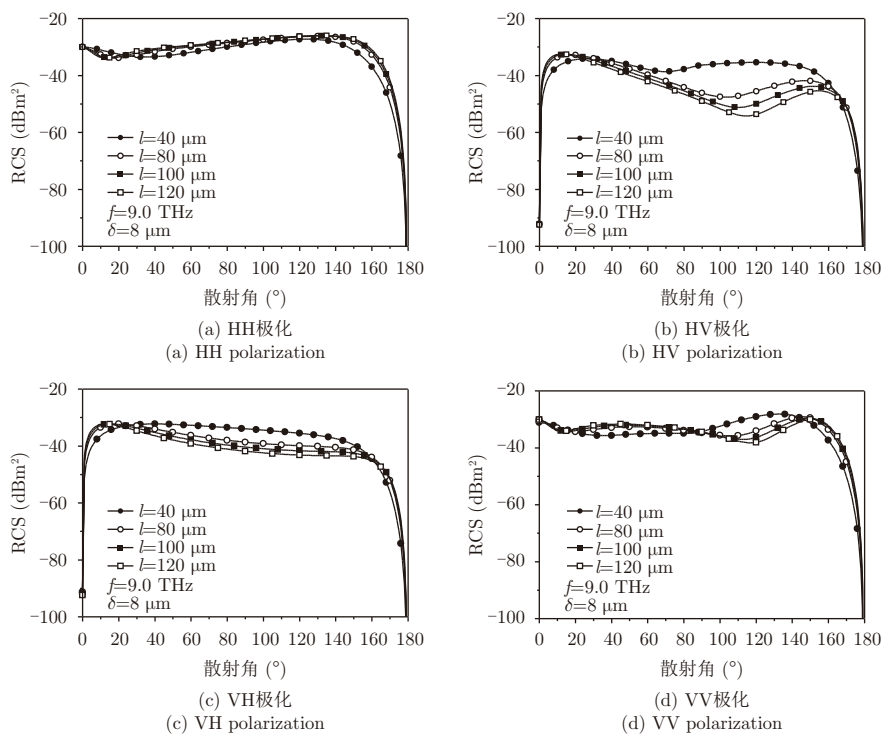 −20
−40
−60
−80
−100
RCS (dBm²)
l=40 μm
l=80 μm
l=100 μm
l=120 μm
f=9.0 THz
δ=8 μm
0 20 40 60 80 100 120 140 160 180
散射角 (°)
(a) HH极化
(a) HH polarization
−20
−40
−60
−80
−100
RCS (dBm²)
l=40 μm
l=80 μm
l=100 μm
l=120 μm
f=9.0 THz
δ=8 μm
0 20 40 60 80 100 120 140 160 180
散射角 (°)
(b) HV极化
(b) HV polarization
−20
−40
−60
−80
−100
RCS (dBm²)
l=40 μm
l=80 μm
l=100 μm
l=120 μm
f=9.0 THz
δ=8 μm
0 20 40 60 80 100 120 140 160 180
散射角 (°)
(c) VH极化
(c) VH polarization
−20
−40
−60
−80
−100
RCS (dBm²)
l=40 μm
l=80 μm
l=100 μm
l=120 μm
f=9.0 THz
δ=8 μm
0 20 40 60 80 100 120 140 160 180
散射角 (°)
(d) VV极化
(d) VV polarization